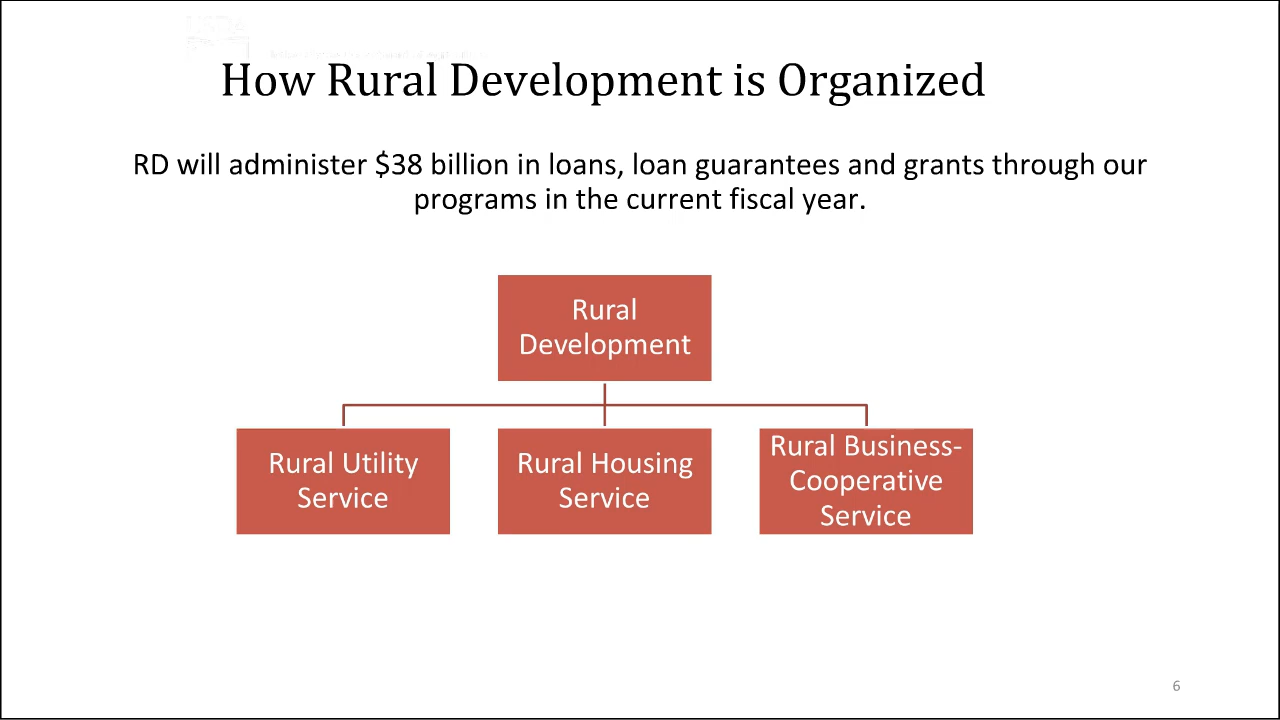 How Rural Development is Organized
RD will administer $38 billion in loans, loan guarantees and grants through our
programs in the current fiscal year.
Rural
Development
Rural Utility
Service
Rural Housing
Service
Rural Business-
Cooperative
Service
6